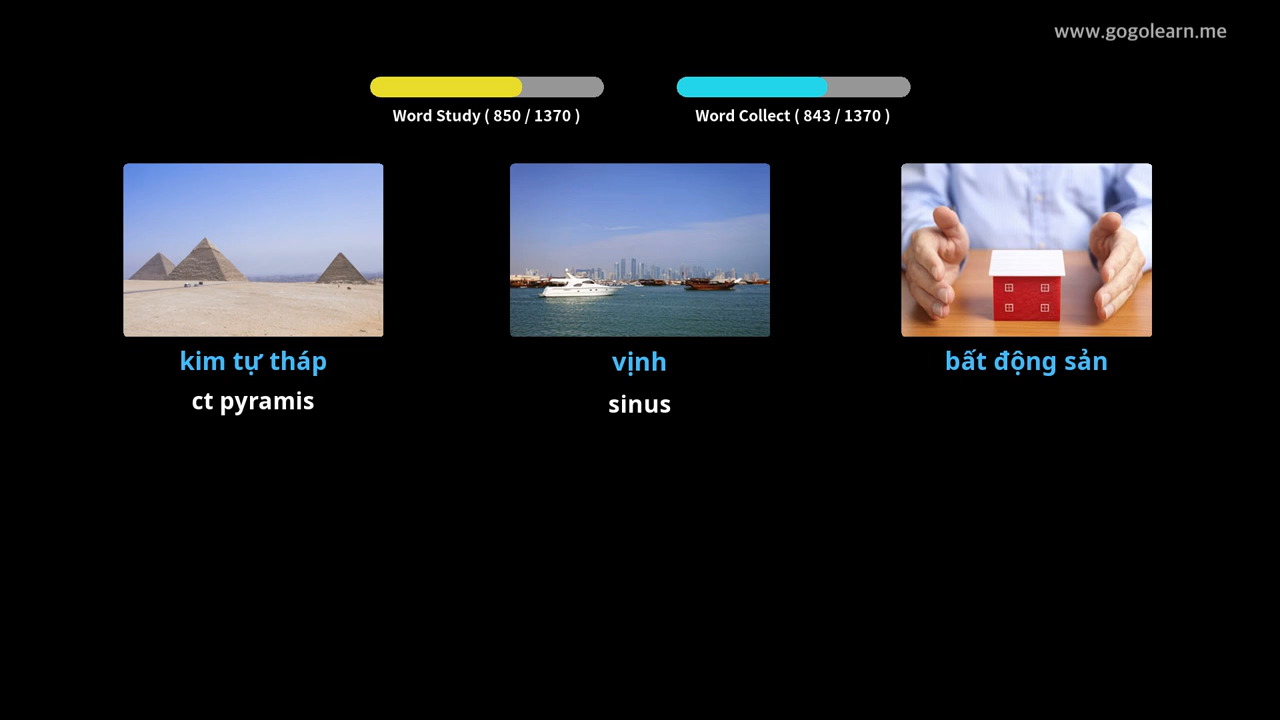 www.gogolearn.me
Word Study ( 850 / 1370 )
Word Collect ( 843 / 1370 )
kim tự tháp
vịnh
bất động sản
ct pyramis
sinus